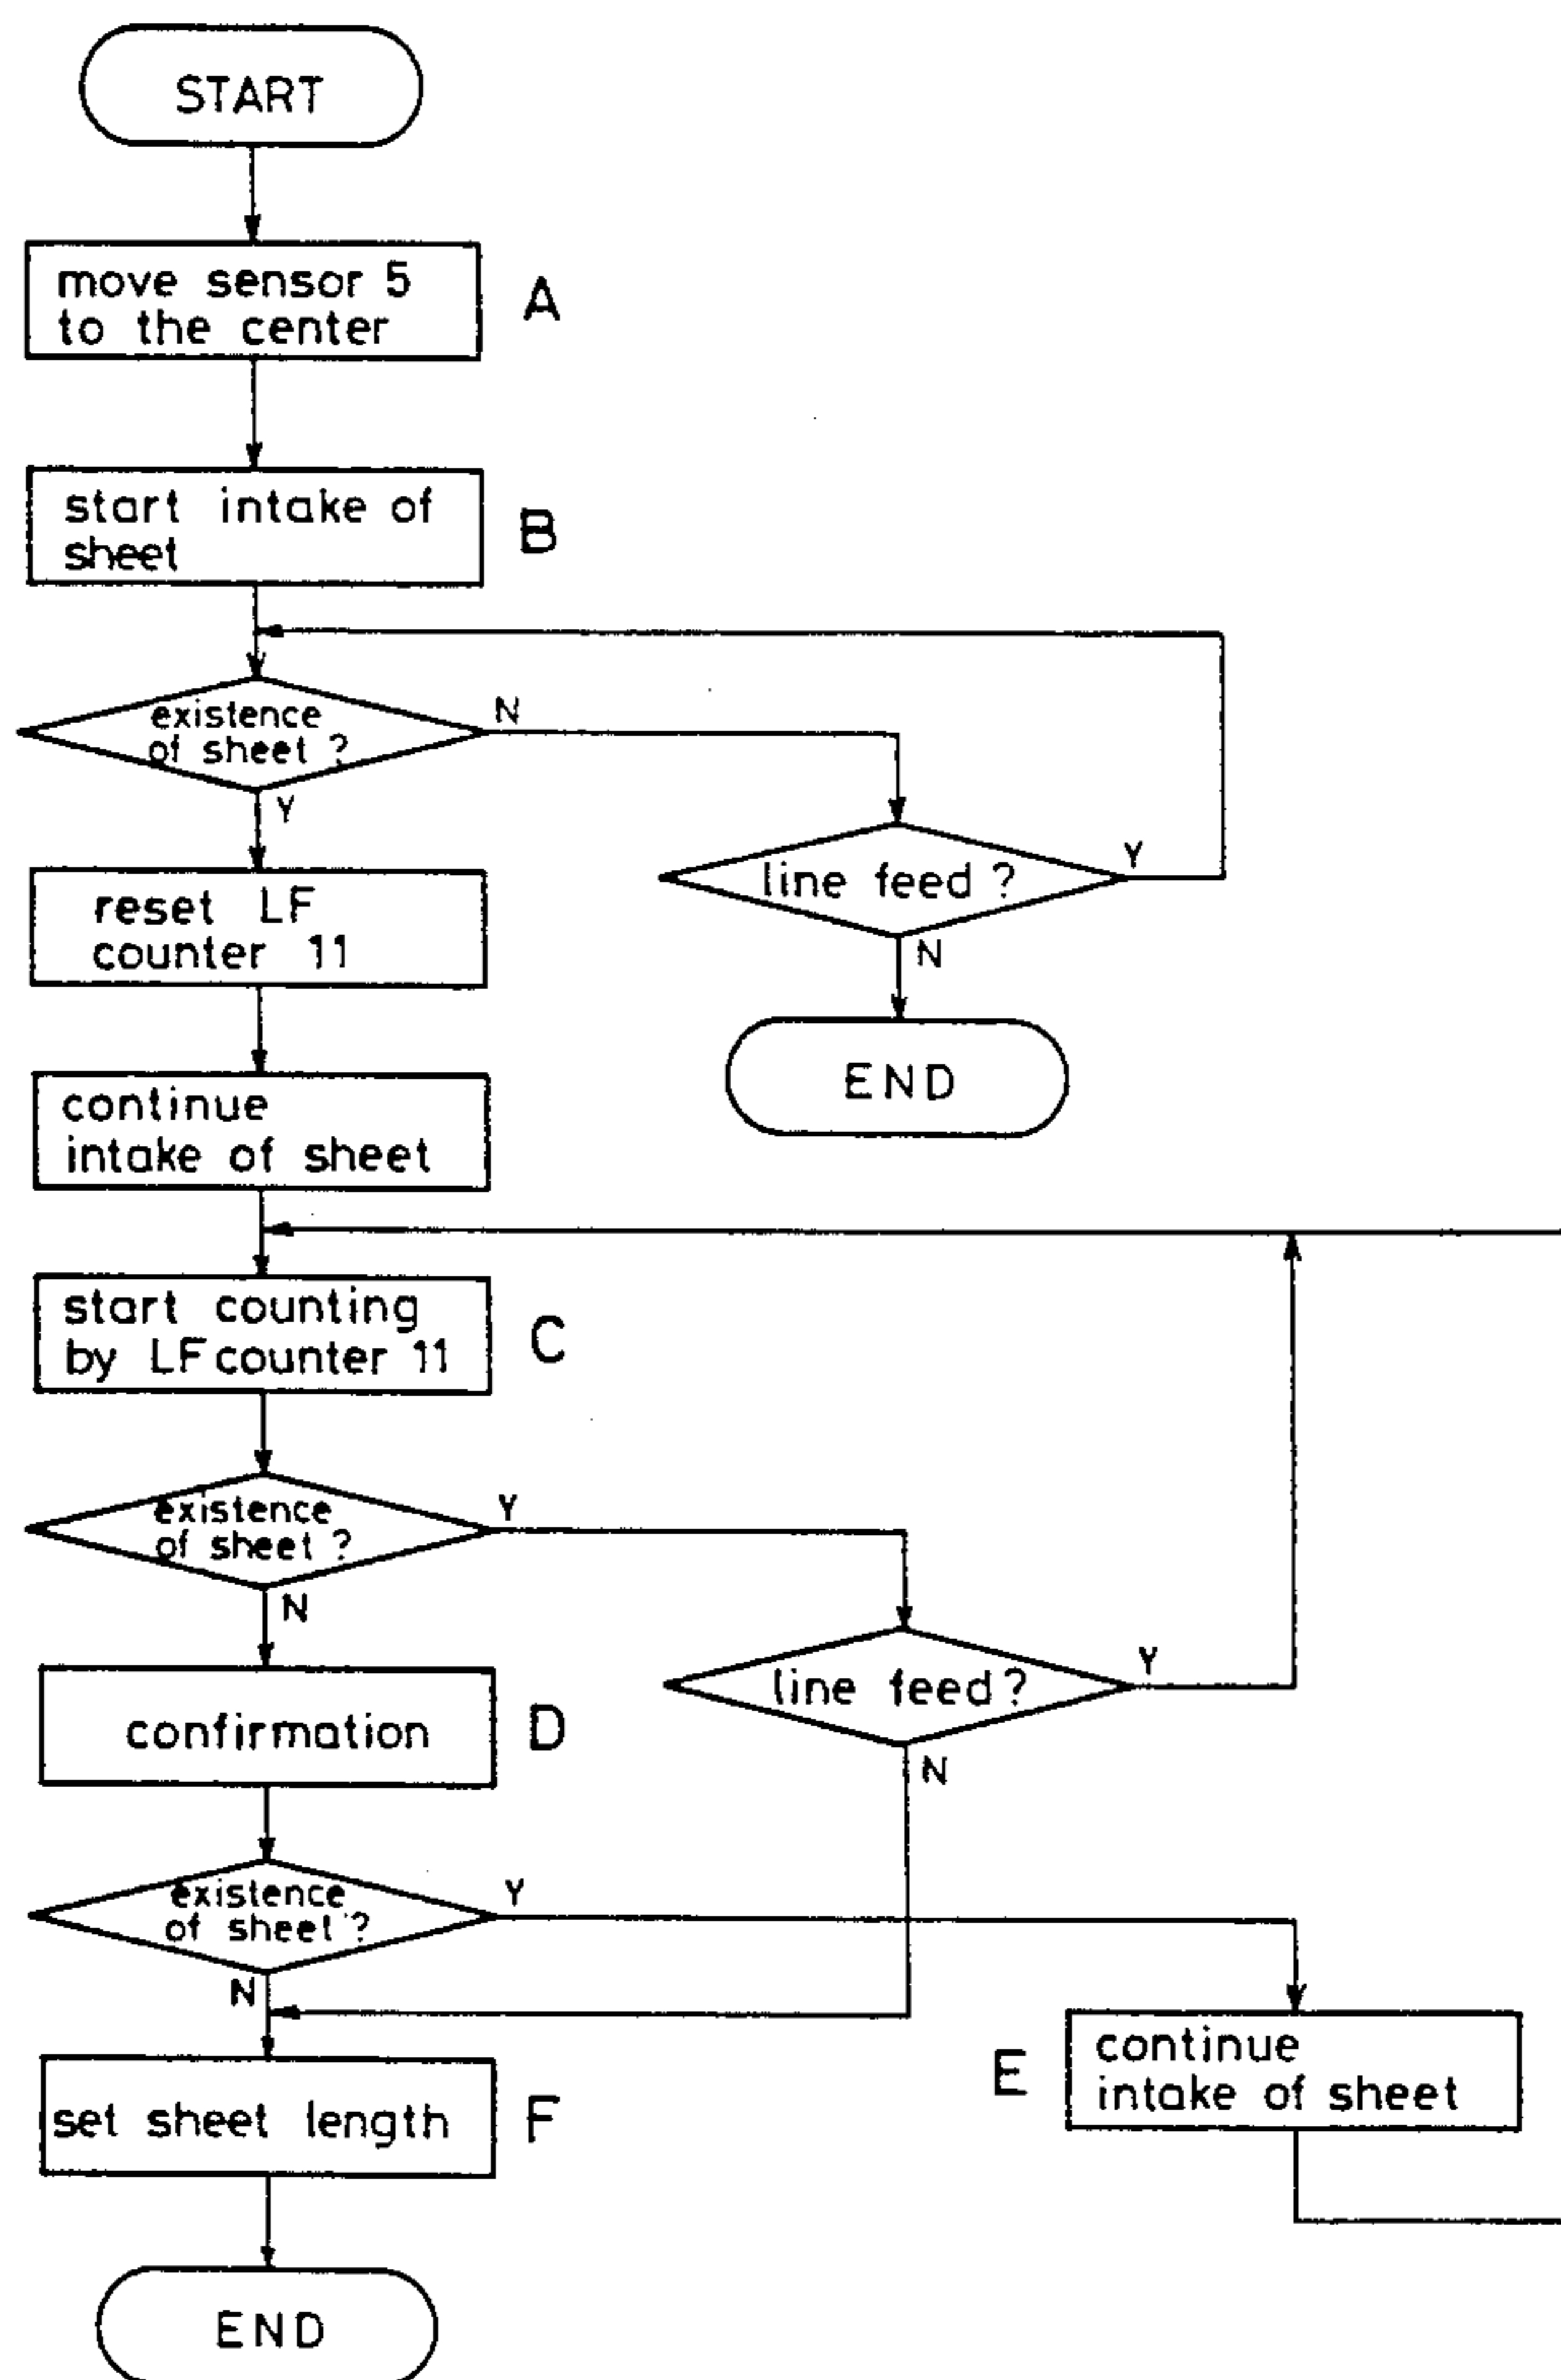 START
move sensor 5
to the center
A
start intake of
sheet
B
existence
of sheet ?
N
Y
line feed ?
Y
N
END
reset LF
counter 11
continue
intake of sheet
start counting
by LF counter 11
C
existence
of sheet ?
Y
N
line feed ?
Y
N
confirmation
D
existence
of sheet ?
Y
N
continue
intake of sheet
E
set sheet length
F
END